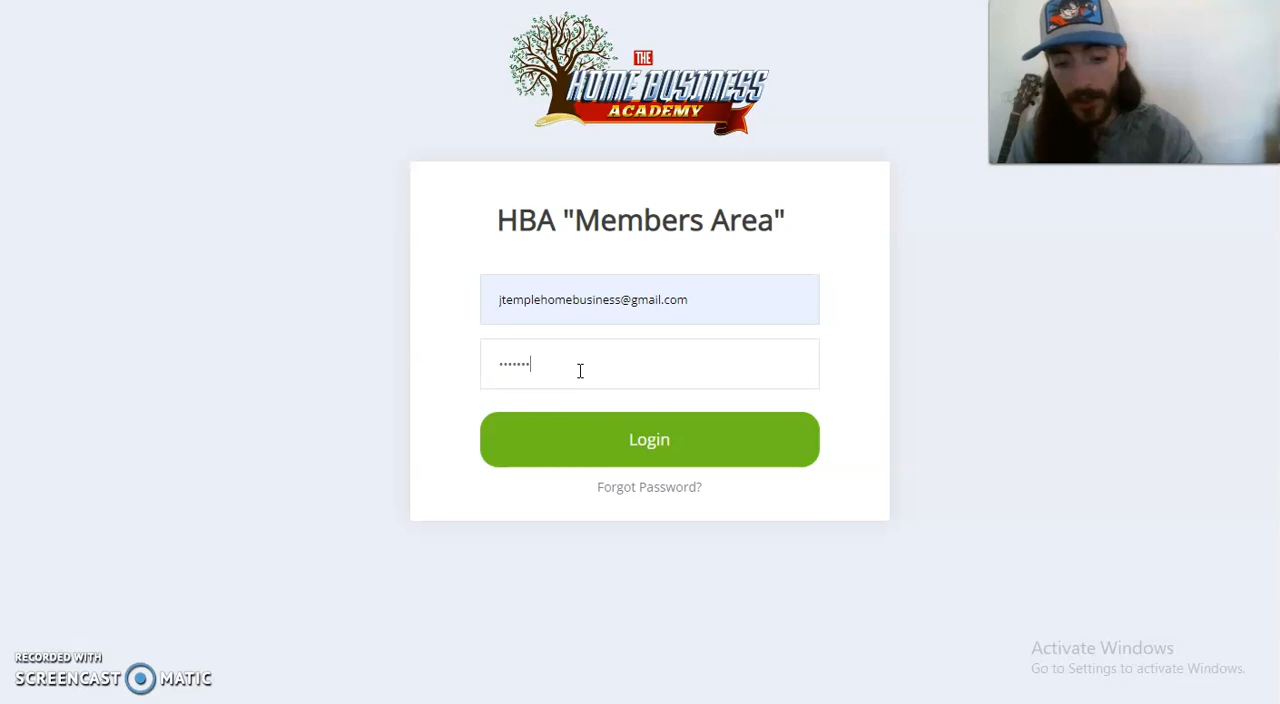 THE
HOME BUSINESS
ACADEMY
HBA "Members Area"
jtemplehomebusiness@gmail.com
•••••••
Login
Forgot Password?
Activate Windows
Go to Settings to activate Windows.
RECORDED WITH
SCREENCAST MATIC